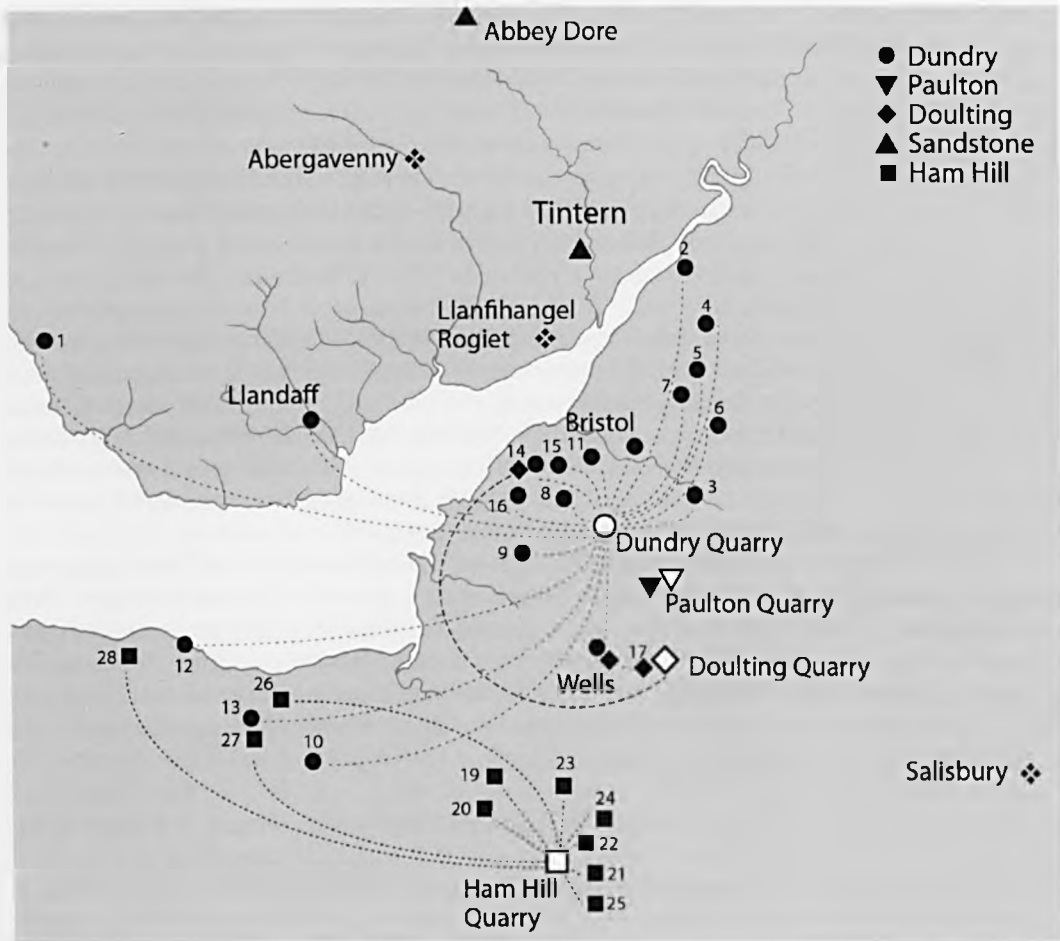 Abbey Dore
Dundry
Paulton
Doulting
Sandstone
Ham Hill
Abergavenny
Tintern
2
Llanfihangel
Rogiet
4
1
5
7
Llandaff
6
Bristol
14
15
11
16
8
3
Dundry Quarry
9
Paulton Quarry
28
12
Wells
17
Doulting Quarry
26
13
27
10
19
23
Salisbury
20
24
22
Ham Hill
Quarry
21
25